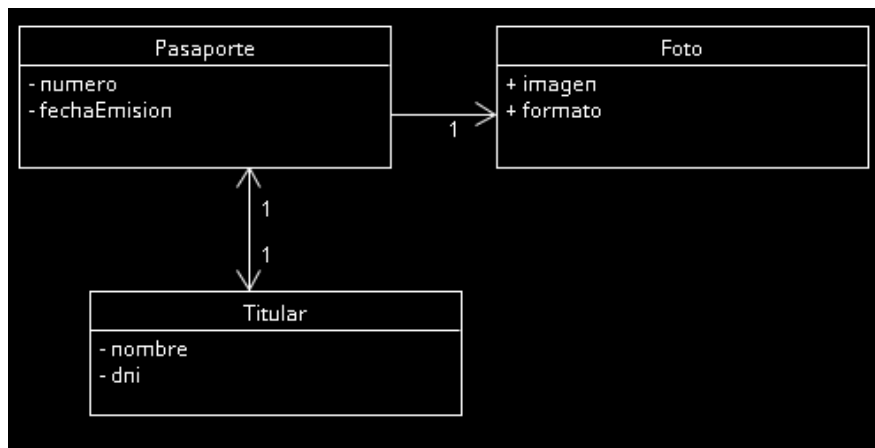 Pasaporte
- numero
- fechaEmision
Foto
+ imagen
+ formato
1
1
1
Titular
- nombre
- dni